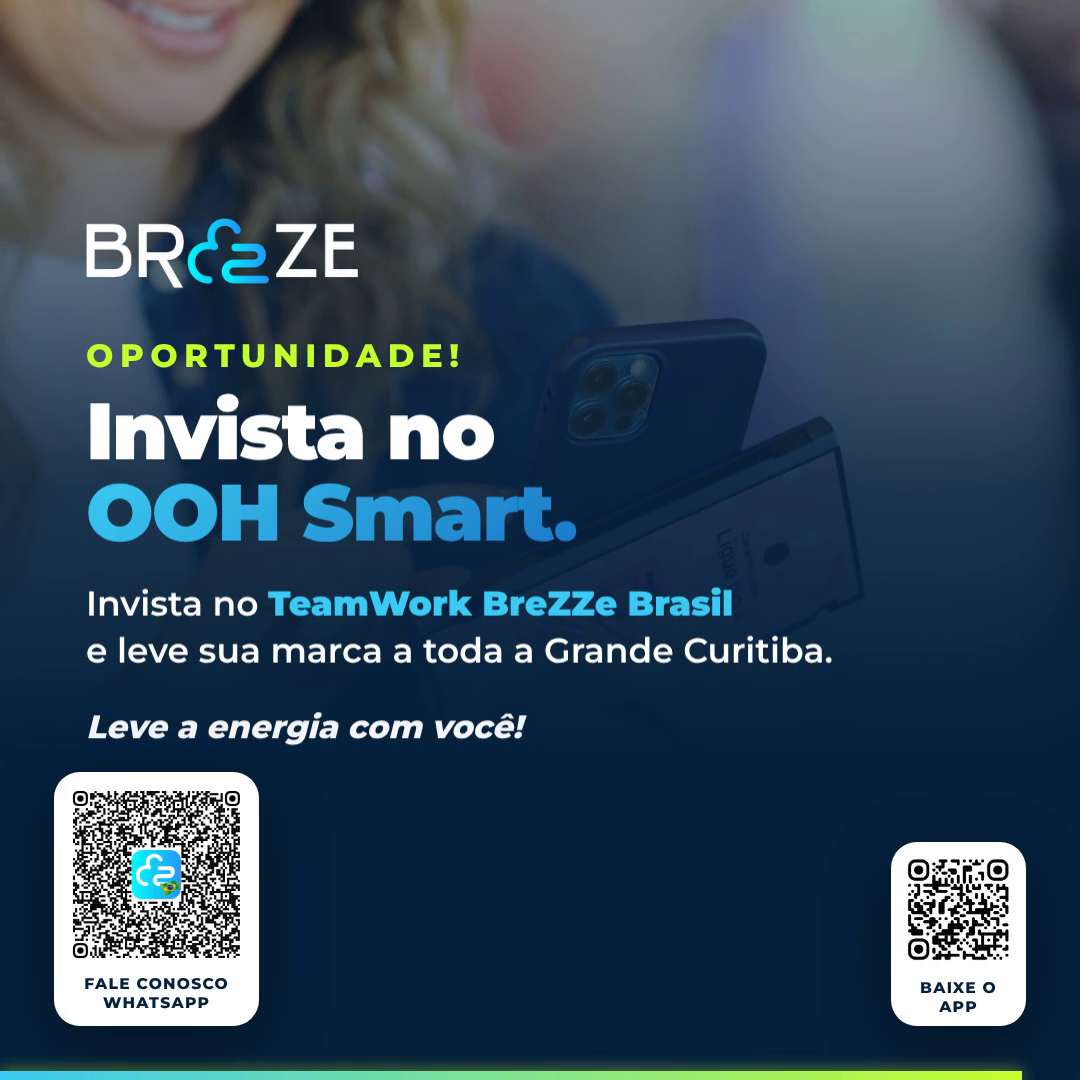 BREZE
OPORTUNIDADE!
Invista no
OOH Smart.
Invista no TeamWork BreZZe Brasil
e leve sua marca a toda a Grande Curitiba.
Leve a energia com você!
FALE CONOSCO
WHATSAPP
BAIXE O
APP